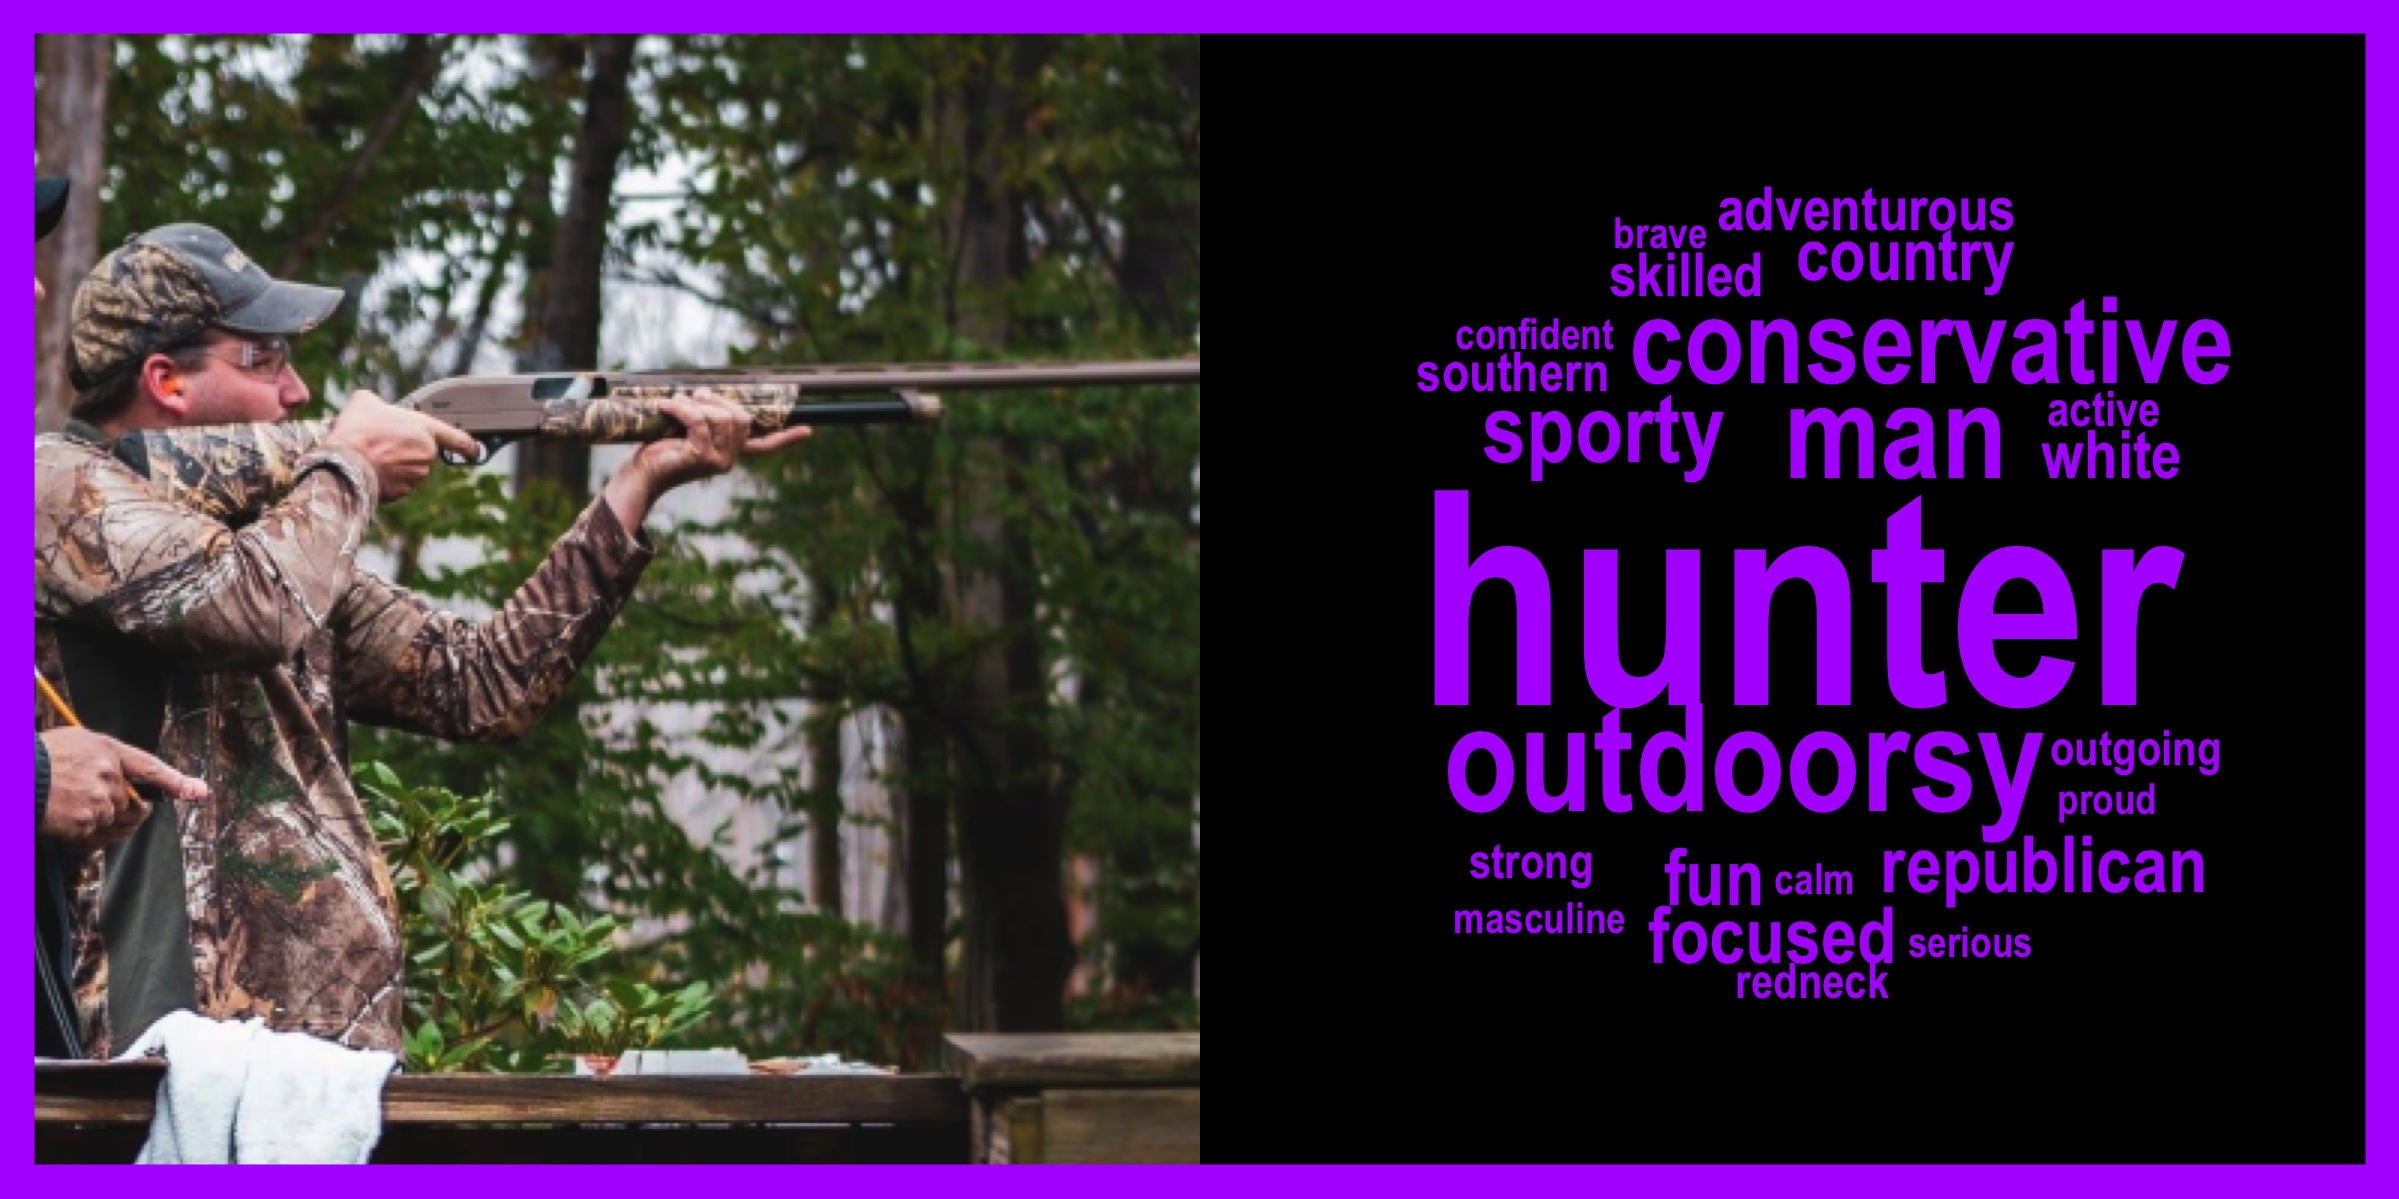 adventurous
brave
country
skilled
confident
conservative
southern
sporty
man
active
white
hunter
outdoorsy
outgoing
proud
strong
fun
calm
republican
masculine
focused
serious
redneck